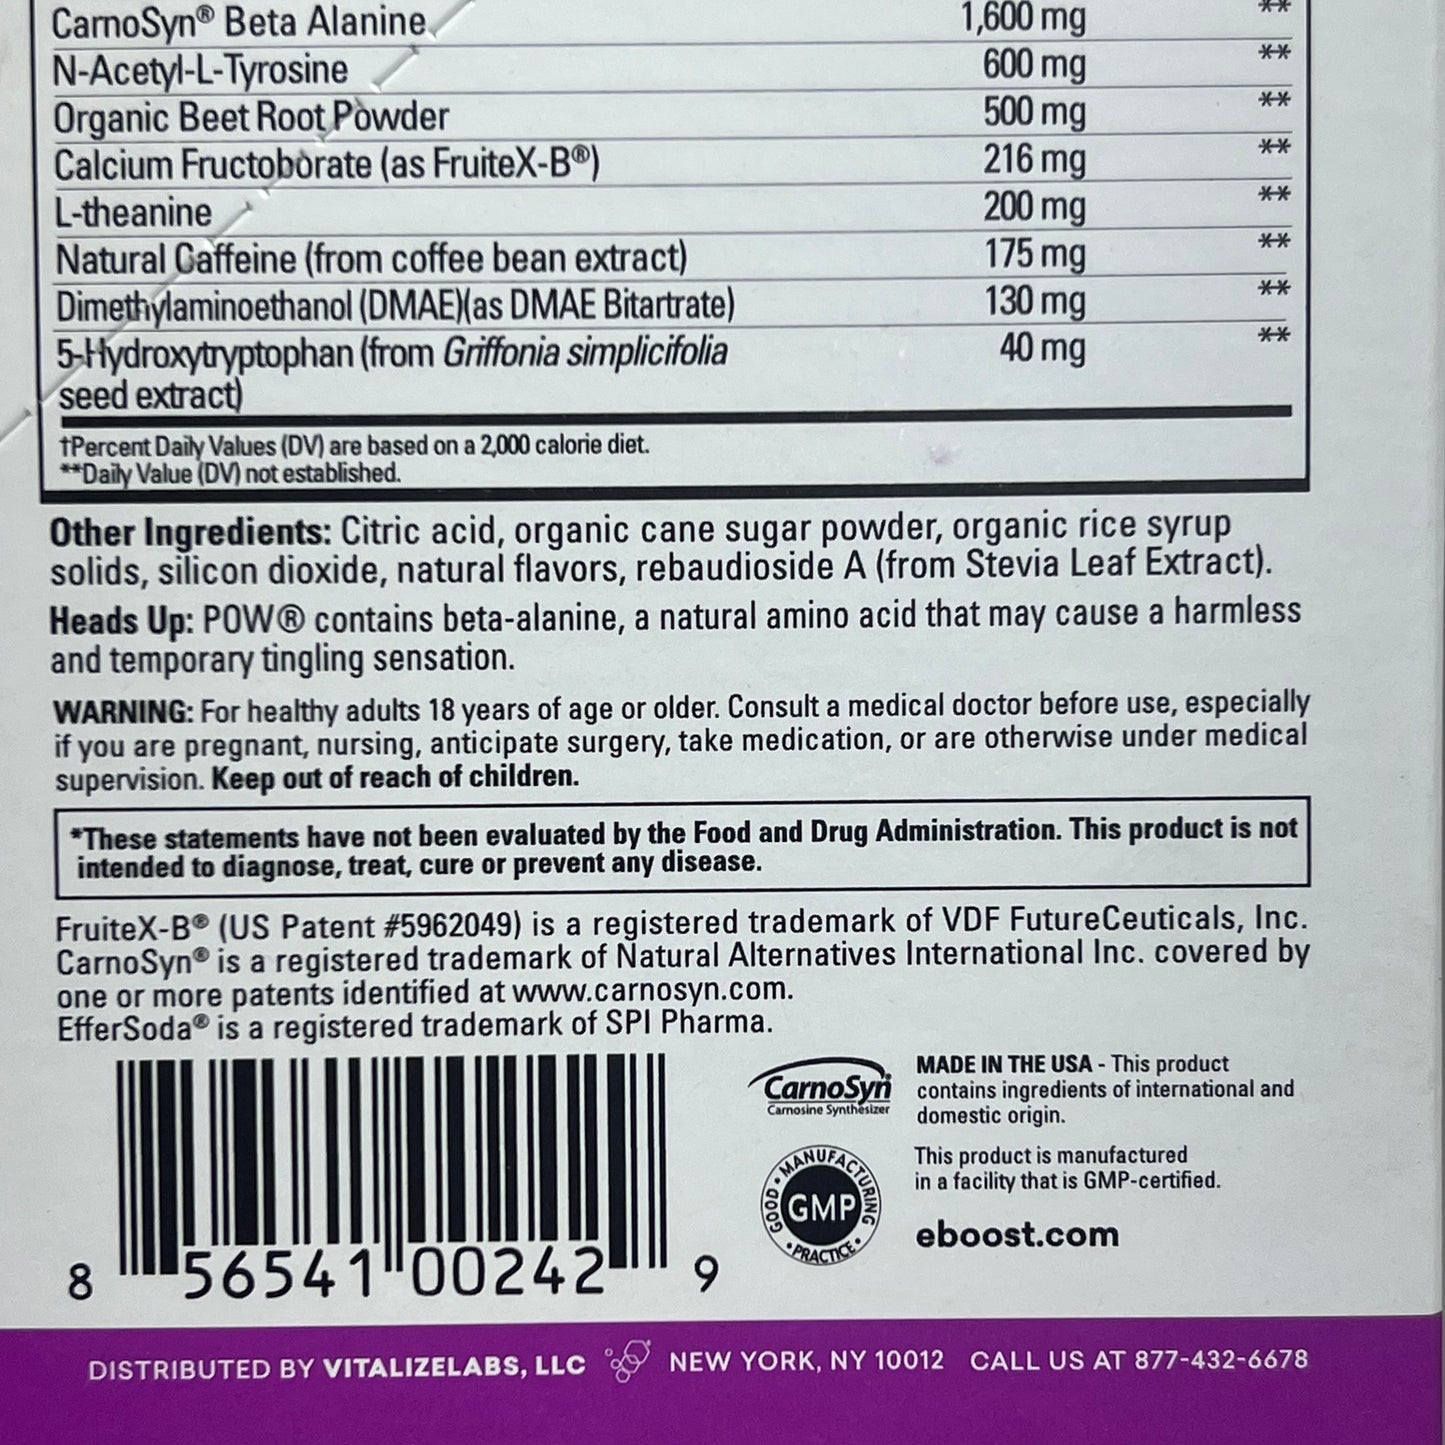 CarnoSyn® Beta Alanine 1,600 mg **
N-Acetyl-L-Tyrosine 600 mg **
Organic Beet Root Powder 500 mg **
Calcium Fructoborate (as FruiteX-B®) 216 mg **
L-theanine 200 mg **
Natural Caffeine (from coffee bean extract) 175 mg **
Dimethylaminoethanol (DMAE)(as DMAE Bitartrate) 130 mg **
5-Hydroxytryptophan (from Griffonia simplicifolia 40 mg **
seed extract)
†Percent Daily Values (DV) are based on a 2,000 calorie diet.
**Daily Value (DV) not established.
Other Ingredients: Citric acid, organic cane sugar powder, organic rice syrup
solids, silicon dioxide, natural flavors, rebaudioside A (from Stevia Leaf Extract).
Heads Up: POW® contains beta-alanine, a natural amino acid that may cause a harmless
and temporary tingling sensation.
WARNING: For healthy adults 18 years of age or older. Consult a medical doctor before use, especially
if you are pregnant, nursing, anticipate surgery, take medication, or are otherwise under medical
supervision. Keep out of reach of children.
*These statements have not been evaluated by the Food and Drug Administration. This product is not
intended to diagnose, treat, cure or prevent any disease.
FruiteX-B® (US Patent #5962049) is a registered trademark of VDF FutureCeuticals, Inc.
CarnoSyn® is a registered trademark of Natural Alternatives International Inc. covered by
one or more patents identified at www.carnosyn.com.
EfferSoda® is a registered trademark of SPI Pharma.
8 56541 00242 9
CarnoSyn®
Carnosine Synthesizer
GOOD • MANUFACTURING • PRACTICE •
GMP
MADE IN THE USA - This product
contains ingredients of international and
domestic origin.
This product is manufactured
in a facility that is GMP-certified.
eboost.com
DISTRIBUTED BY VITALIZELABS, LLC NEW YORK, NY 10012 CALL US AT 877-432-6678